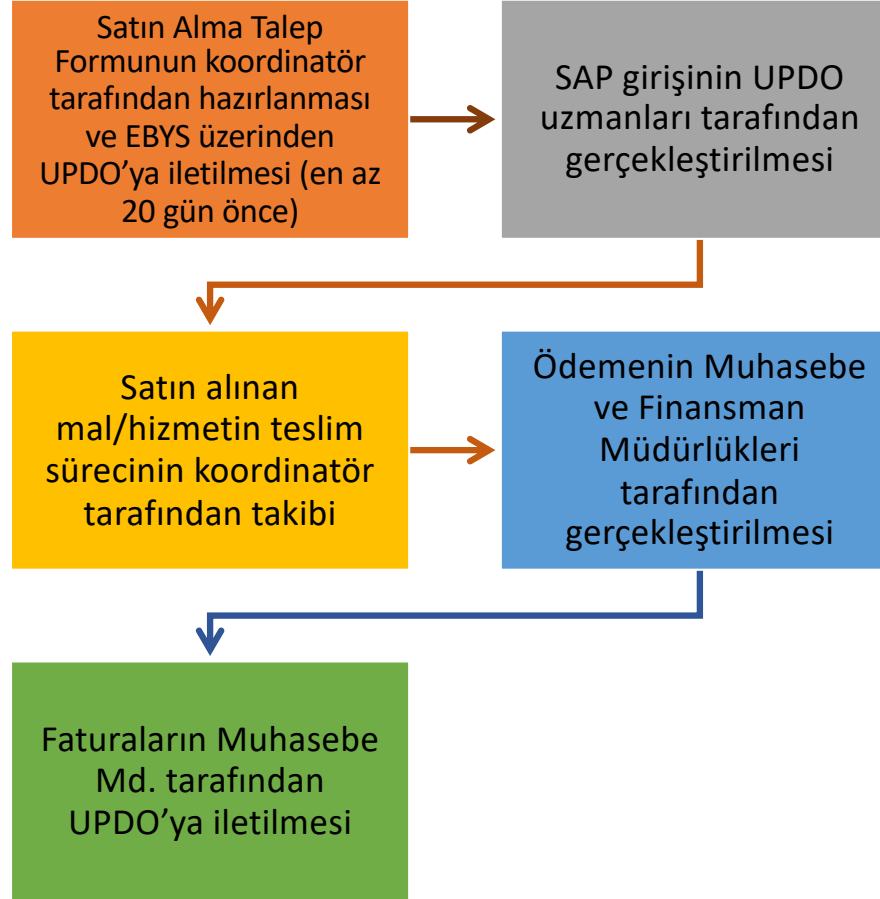 Satın Alma Talep
Formunun koordinatör
tarafından hazırlanması
ve EBYS üzerinden
UPDO’ya iletilmesi (en az
20 gün önce)
SAP girişinin UPDO
uzmanları tarafından
gerçekleştirilmesi
Satın alınan
mal/hizmetin teslim
sürecinin koordinatör
tarafından takibi
Ödemenin Muhasebe
ve Finansman
Müdürlükleri
tarafından
gerçekleştirilmesi
Faturaların Muhasebe
Md. tarafından
UPDO’ya iletilmesi